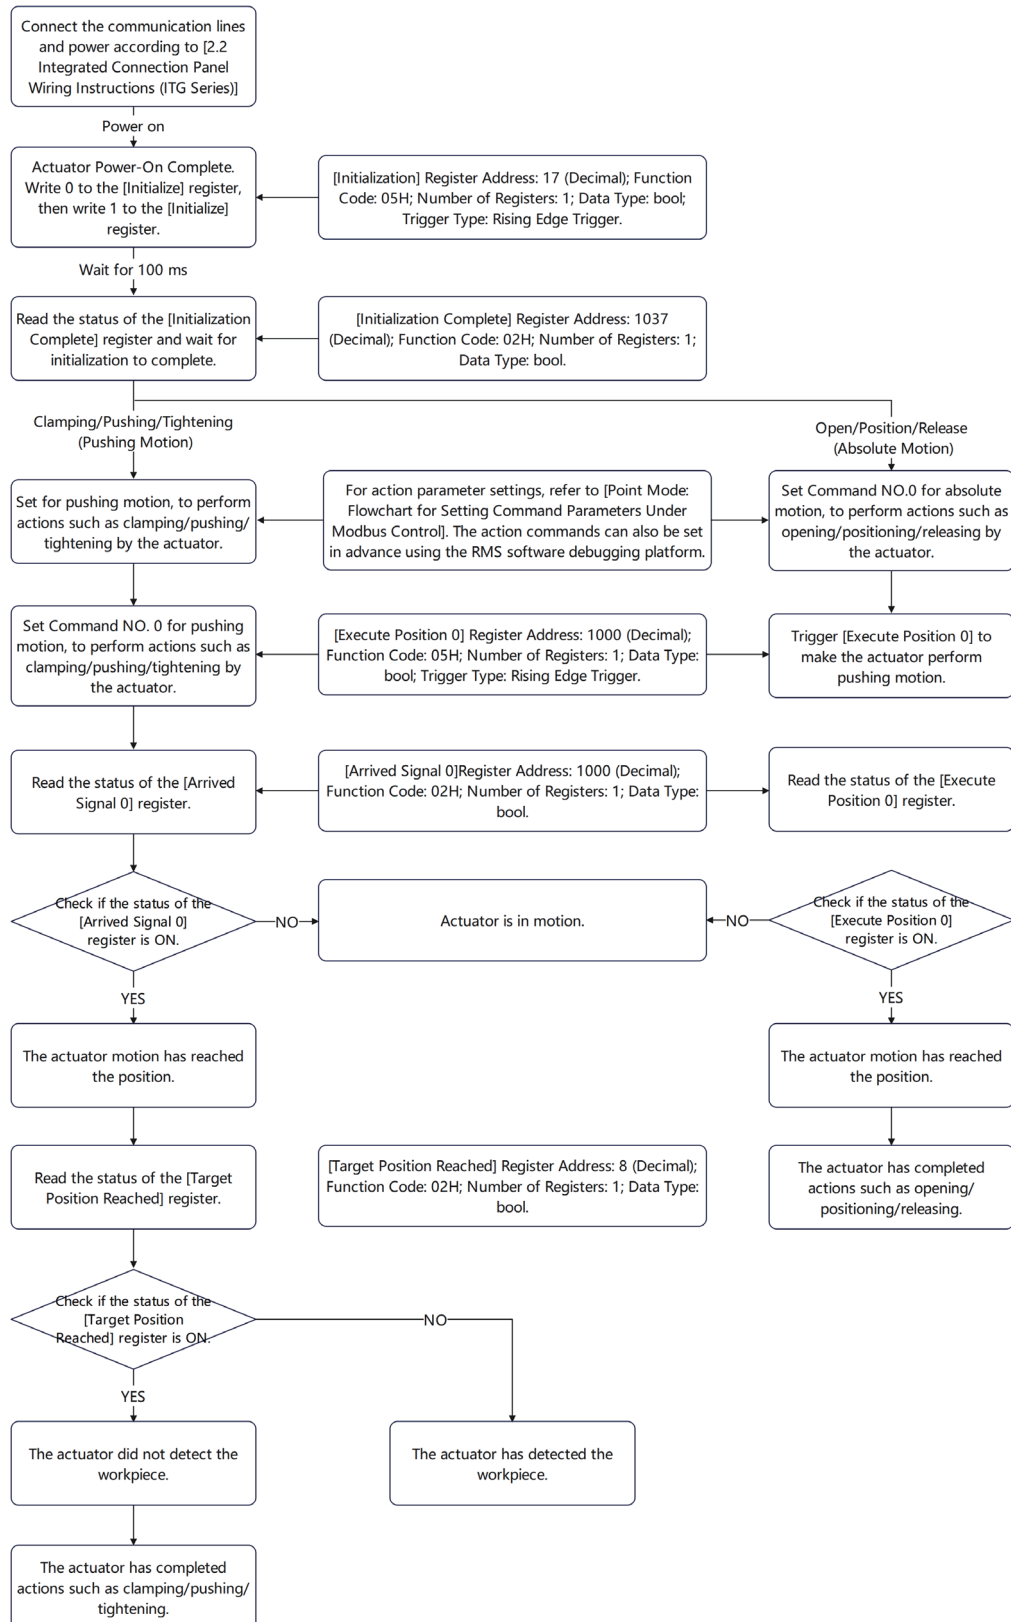 Connect the communication lines
and power according to [2.2
Integrated Connection Panel
Wiring Instructions (ITG Series)]
Power on
Actuator Power-On Complete.
Write 0 to the [Initialize] register,
then write 1 to the [Initialize]
register.
[Initialization] Register Address: 17 (Decimal); Function
Code: 05H; Number of Registers: 1; Data Type: bool;
Trigger Type: Rising Edge Trigger.
Wait for 100 ms
Read the status of the [Initialization
Complete] register and wait for
initialization to complete.
[Initialization Complete] Register Address: 1037
(Decimal); Function Code: 02H; Number of Registers: 1;
Data Type: bool.
Clamping/Pushing/Tightening
(Pushing Motion)
Open/Position/Release
(Absolute Motion)
Set for pushing motion, to perform
actions such as clamping/pushing/
tightening by the actuator.
For action parameter settings, refer to [Point Mode:
Flowchart for Setting Command Parameters Under
Modbus Control]. The action commands can also be set
in advance using the RMS software debugging platform.
Set Command NO.0 for absolute
motion, to perform actions such as
opening/positioning/releasing by
the actuator.
Set Command NO. 0 for pushing
motion, to perform actions such as
clamping/pushing/tightening by
the actuator.
[Execute Position 0] Register Address: 1000 (Decimal);
Function Code: 05H; Number of Registers: 1; Data Type:
bool; Trigger Type: Rising Edge Trigger.
Trigger [Execute Position 0] to
make the actuator perform
pushing motion.
Read the status of the [Arrived
Signal 0] register.
[Arrived Signal 0]Register Address: 1000 (Decimal);
Function Code: 02H; Number of Registers: 1; Data Type:
bool.
Read the status of the [Execute
Position 0] register.
Check if the status of the
[Arrived Signal 0]
register is ON.
NO
Actuator is in motion.
NO
Check if the status of the
[Execute Position 0]
register is ON.
YES
YES
The actuator motion has reached
the position.
The actuator motion has reached
the position.
Read the status of the [Target
Position Reached] register.
[Target Position Reached] Register Address: 8 (Decimal);
Function Code: 02H; Number of Registers: 1; Data Type:
bool.
The actuator has completed
actions such as opening/
positioning/releasing.
Check if the status of the
[Target Position
Reached] register is ON.
NO
YES
The actuator did not detect the
workpiece.
The actuator has detected the
workpiece.
The actuator has completed
actions such as clamping/pushing/
tightening.